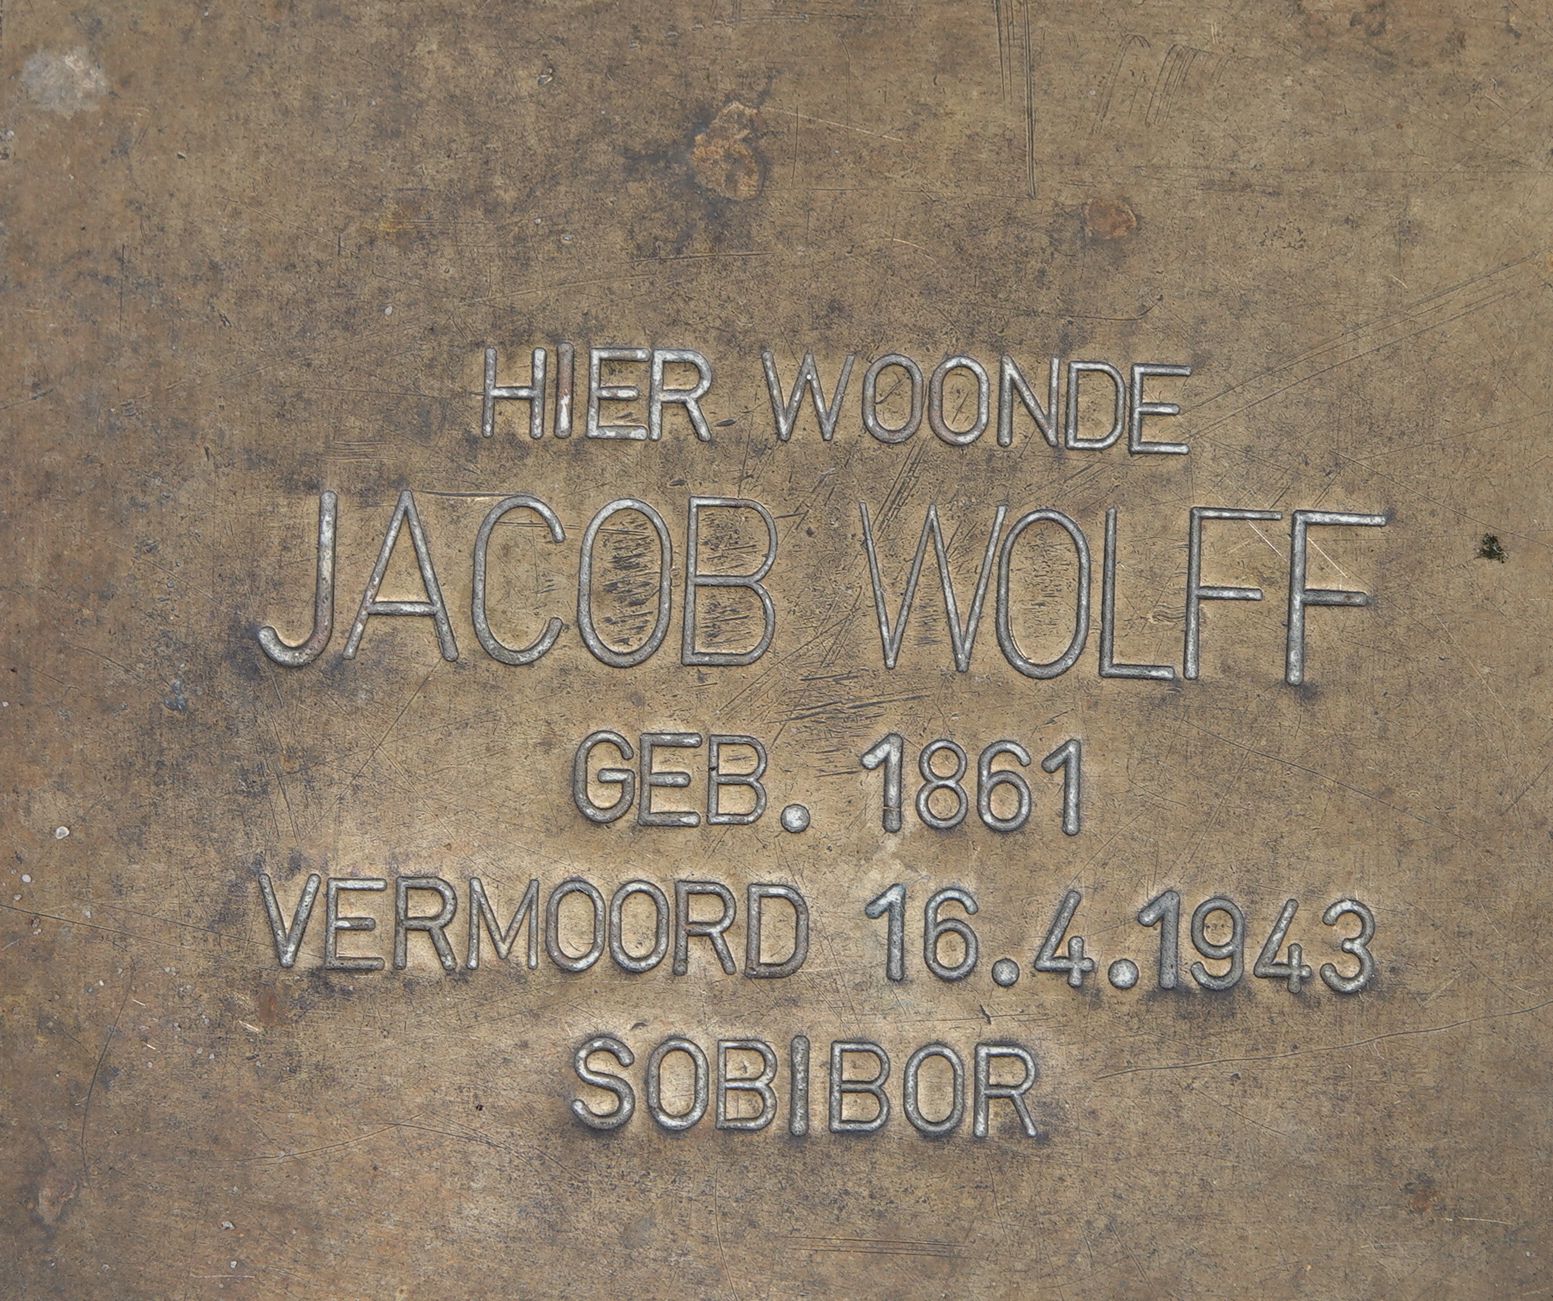 HIER WOONDE
JACOB WOLFF
GEB. 1861
VERMOORD 16.4.1943
SOBIBOR